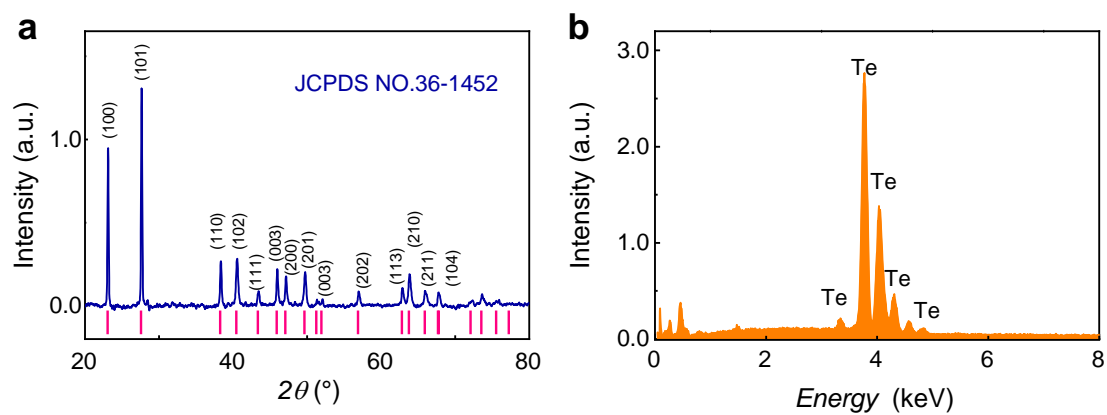 a
Intensity (a.u.)
1.0
0.0
JCPDS NO.36-1452
(100)
(101)
(110)
(102)
(111)
(003)
(200)
(201)
(003)
(202)
(113)
(210)
(211)
(104)
20
40
60
80
2θ (°)
b
Intensity (a.u.)
3.0
2.0
1.0
0.0
Te
Te
Te
Te
Te
0
2
4
6
8
Energy (keV)